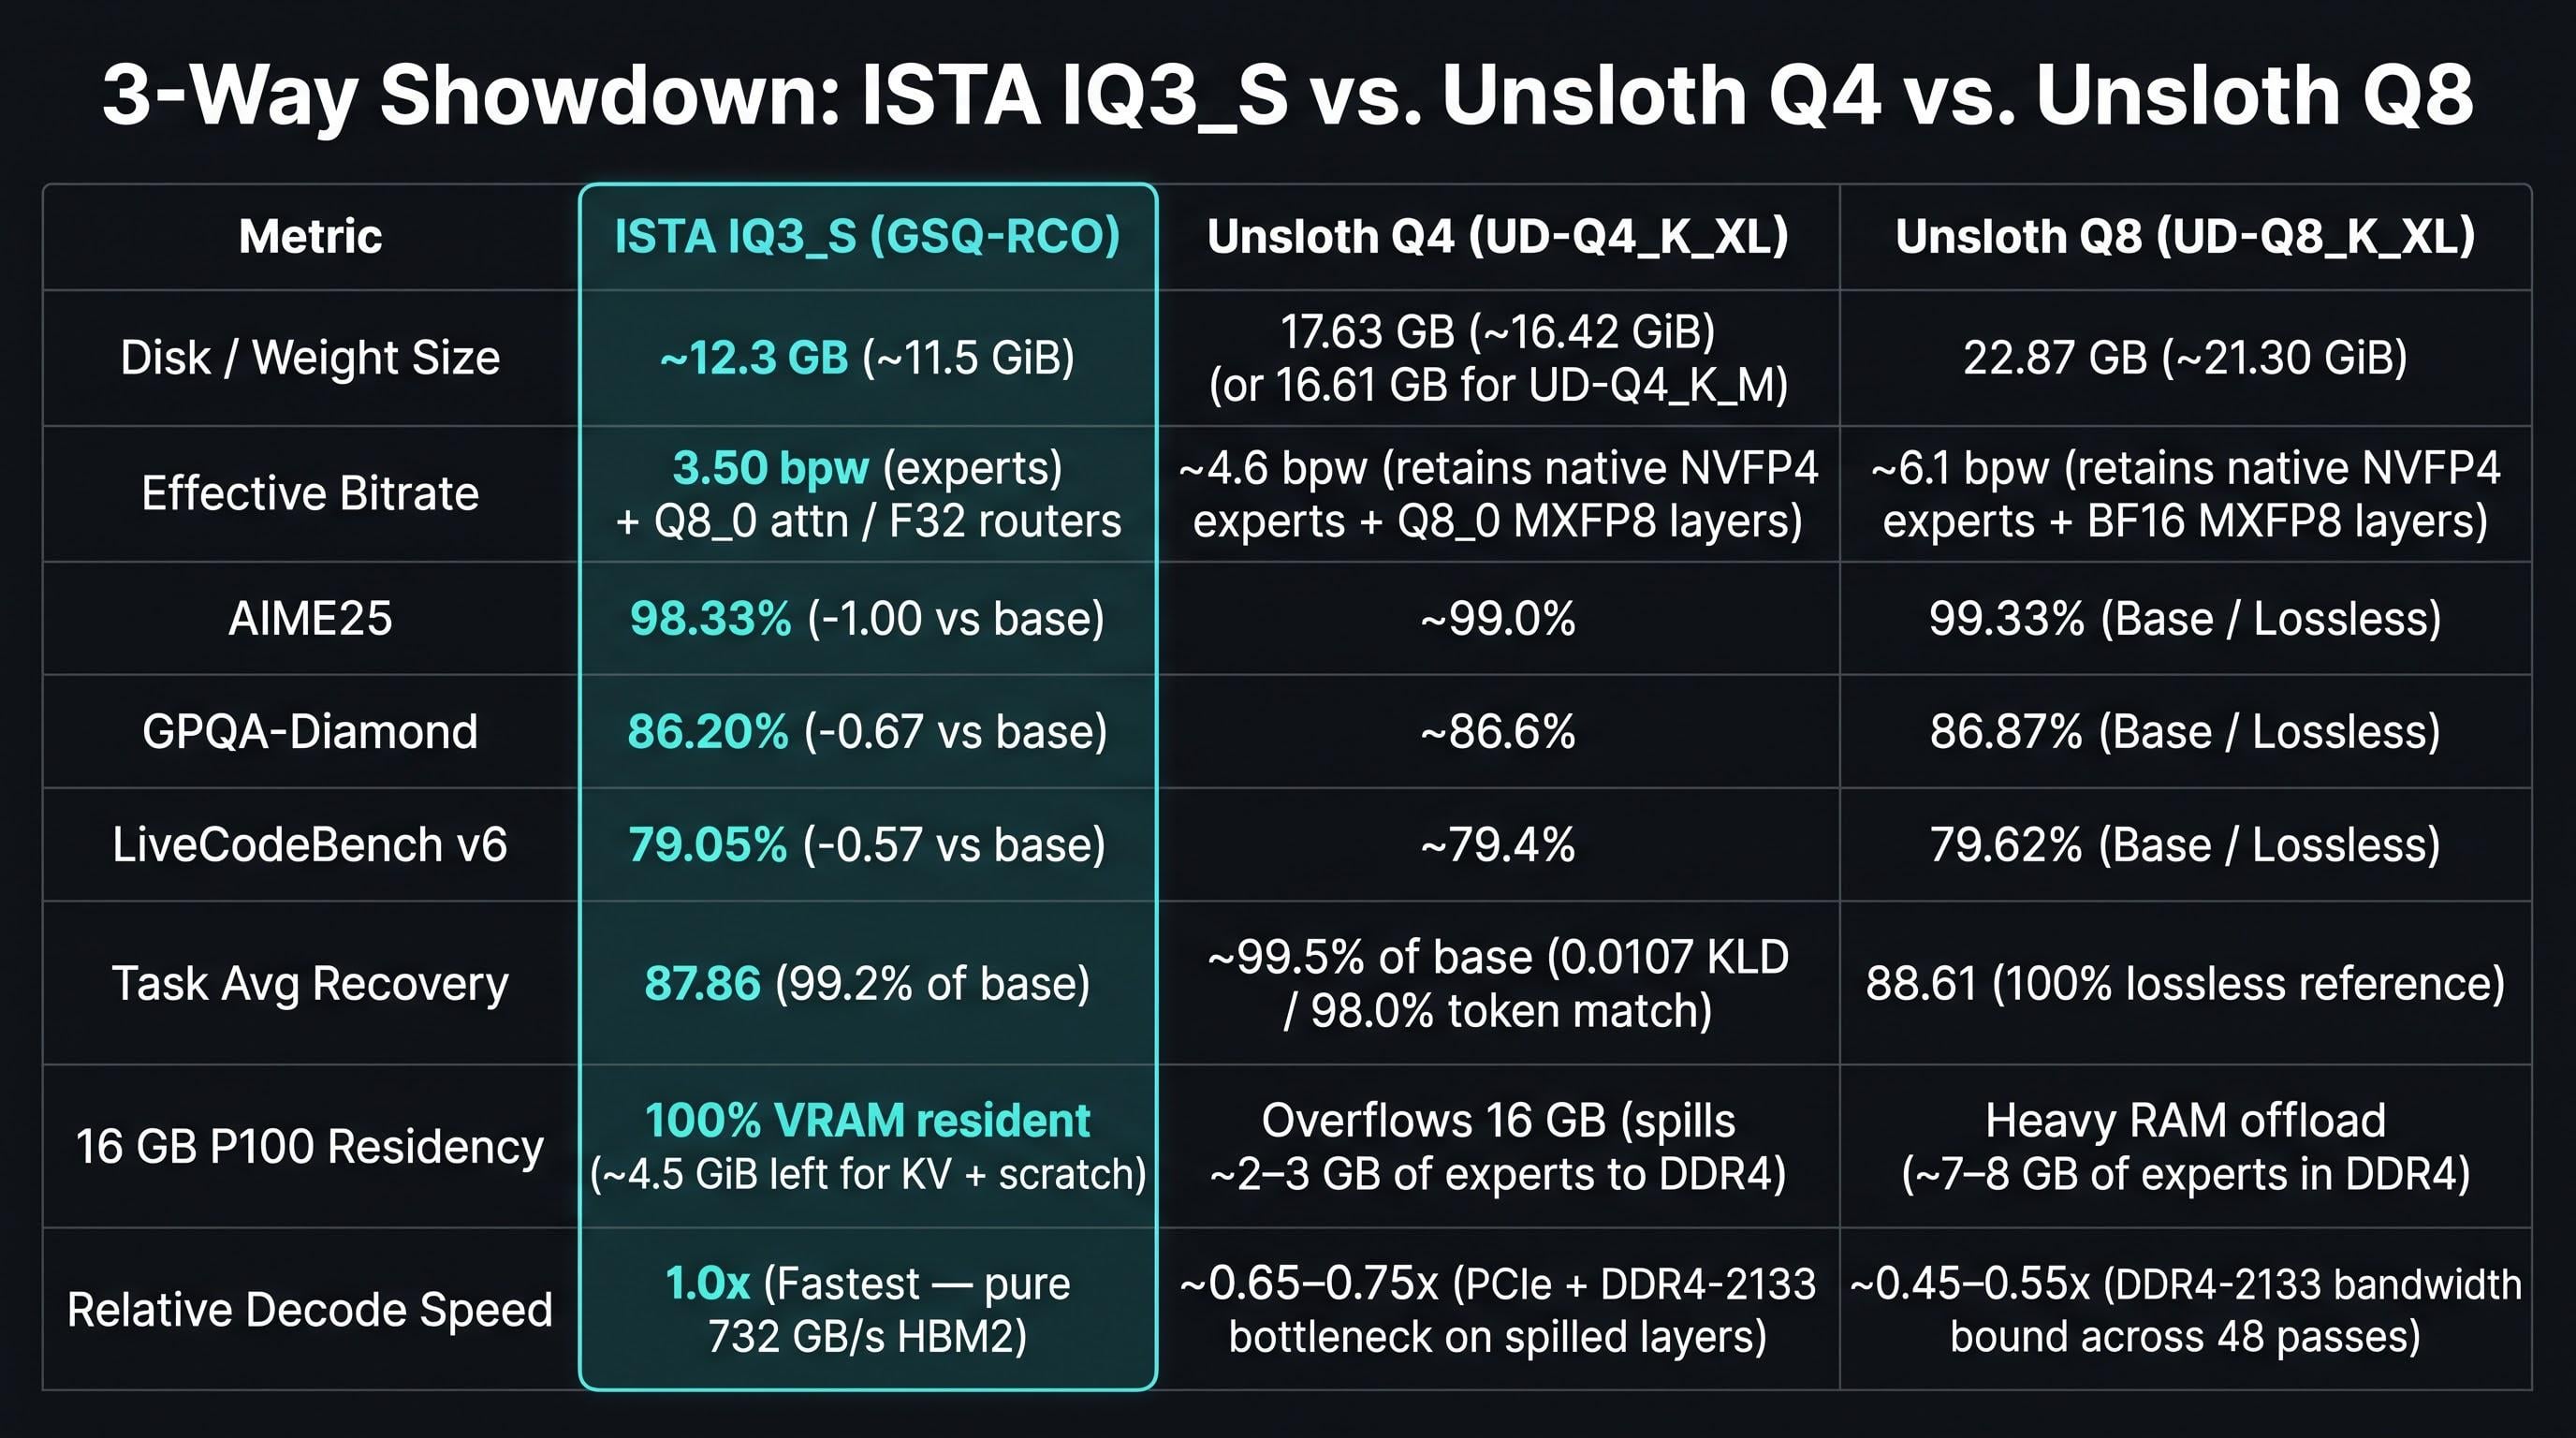 3-Way Showdown: ISTA IQ3_S vs. Unsloth Q4 vs. Unsloth Q8
Metric
ISTA IQ3_S (GSQ-RCO)
Unsloth Q4 (UD-Q4_K_XL)
Unsloth Q8 (UD-Q8_K_XL)
Disk / Weight Size
~12.3 GB (~11.5 GiB)
17.63 GB (~16.42 GiB)
(or 16.61 GB for UD-Q4_K_M)
22.87 GB (~21.30 GiB)
Effective Bitrate
3.50 bpw (experts)
+ Q8_0 attn / F32 routers
~4.6 bpw (retains native NVFP4
experts + Q8_0 MXFP8 layers)
~6.1 bpw (retains native NVFP4
experts + BF16 MXFP8 layers)
AIME25
98.33% (-1.00 vs base)
~99.0%
99.33% (Base / Lossless)
GPQA-Diamond
86.20% (-0.67 vs base)
~86.6%
86.87% (Base / Lossless)
LiveCodeBench v6
79.05% (-0.57 vs base)
~79.4%
79.62% (Base / Lossless)
Task Avg Recovery
87.86 (99.2% of base)
~99.5% of base (0.0107 KLD
/ 98.0% token match)
88.61 (100% lossless reference)
16 GB P100 Residency
100% VRAM resident
(~4.5 GiB left for KV + scratch)
Overflows 16 GB (spills
~2–3 GB of experts to DDR4)
Heavy RAM offload
(~7–8 GB of experts in DDR4)
Relative Decode Speed
1.0x (Fastest — pure
732 GB/s HBM2)
~0.65–0.75x (PCIe + DDR4-2133
bottleneck on spilled layers)
~0.45–0.55x (DDR4-2133 bandwidth
bound across 48 passes)